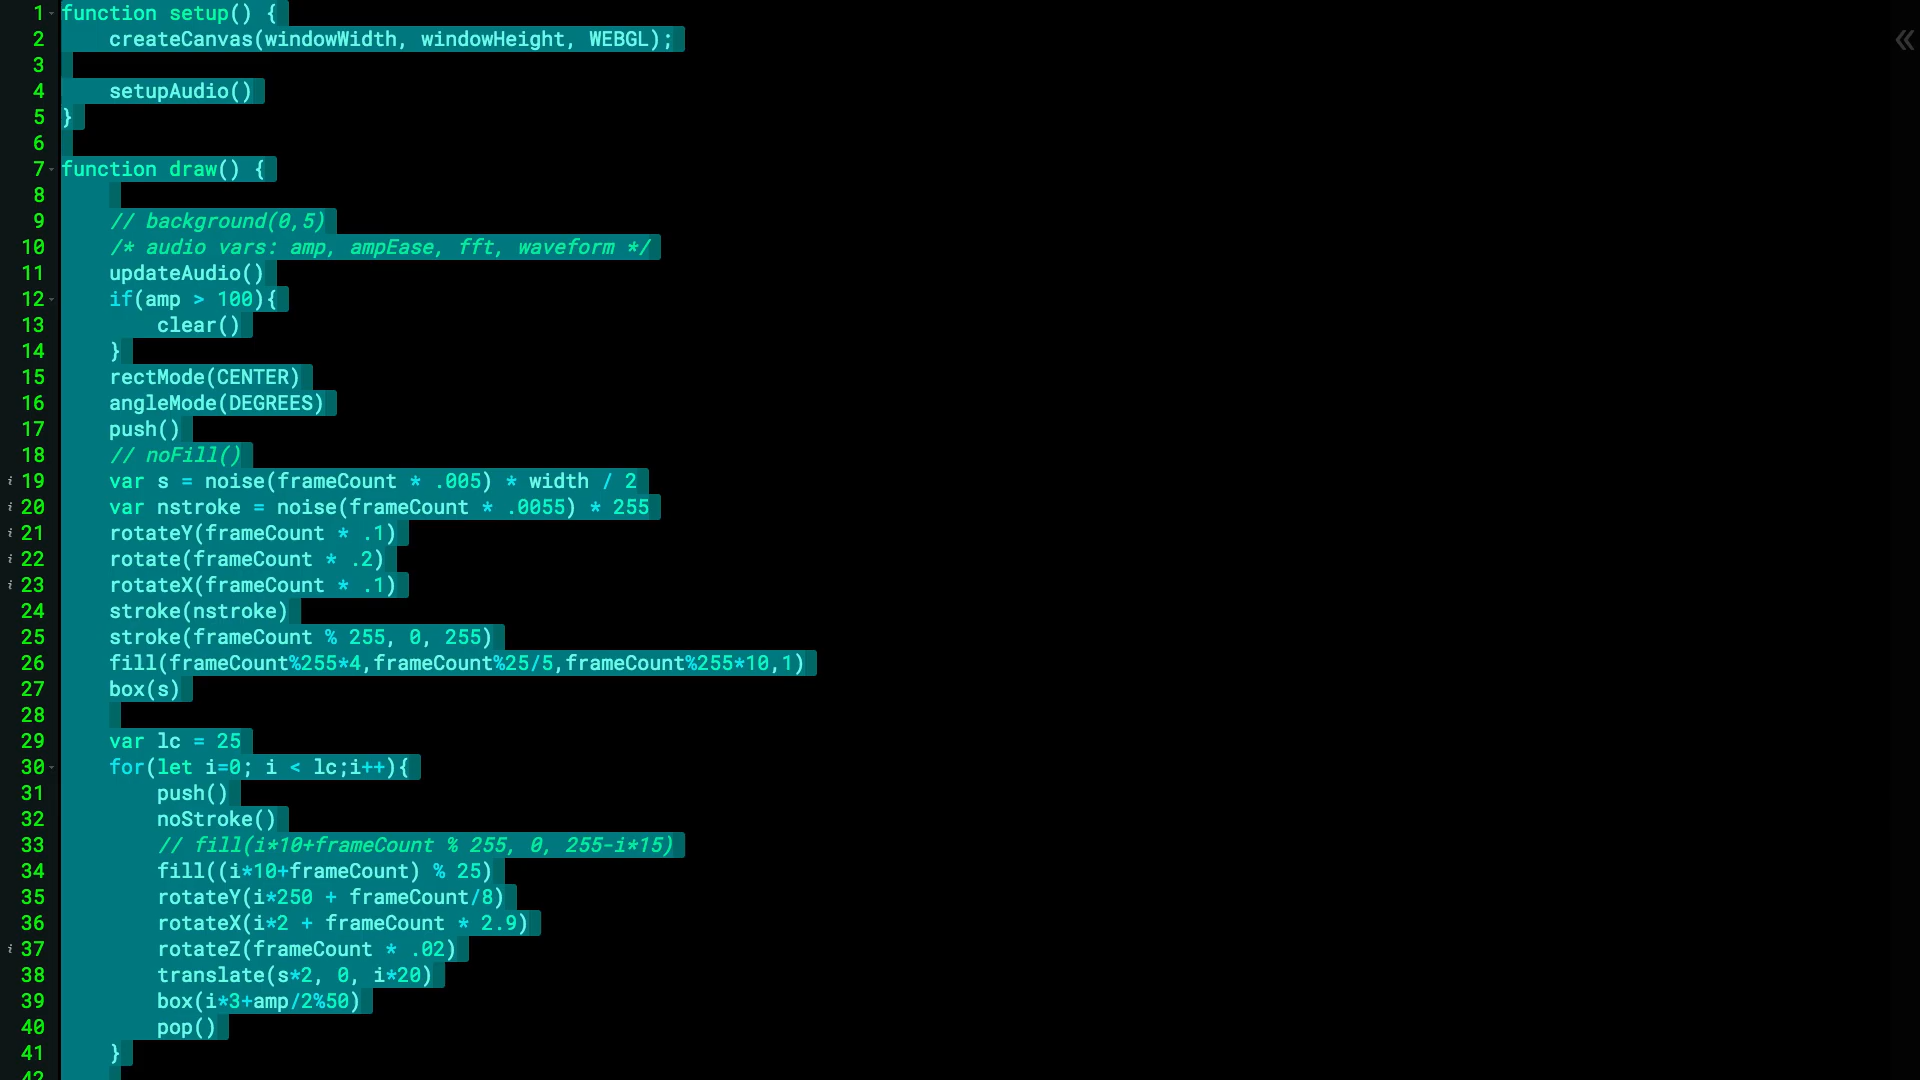 1 function setup() {
2 createCanvas(windowWidth, windowHeight, WEBGL);
3
4 setupAudio()
5 }
6
7 function draw() {
8
9 // background(0,5)
10 /* audio vars: amp, ampEase, fft, waveform */
11 updateAudio()
12 if(amp > 100){
13 clear()
14 }
15 rectMode(CENTER)
16 angleMode(DEGREES)
17 push()
18 // noFill()
i 19 var s = noise(frameCount * .005) * width / 2
i 20 var nstroke = noise(frameCount * .0055) * 255
i 21 rotateY(frameCount * .1)
i 22 rotate(frameCount * .2)
i 23 rotateX(frameCount * .1)
24 stroke(nstroke)
25 stroke(frameCount % 255, 0, 255)
26 fill(frameCount%255*4,frameCount%25/5,frameCount%255*10,1)
27 box(s)
28
29 var lc = 25
30 for(let i=0; i < lc;i++){
31 push()
32 noStroke()
33 // fill(i*10+frameCount % 255, 0, 255-i*15)
34 fill((i*10+frameCount) % 25)
35 rotateY(i*250 + frameCount/8)
36 rotateX(i*2 + frameCount * 2.9)
i 37 rotateZ(frameCount * .02)
38 translate(s*2, 0, i*20)
39 box(i*3+amp/2%50)
40 pop()
41 }
42